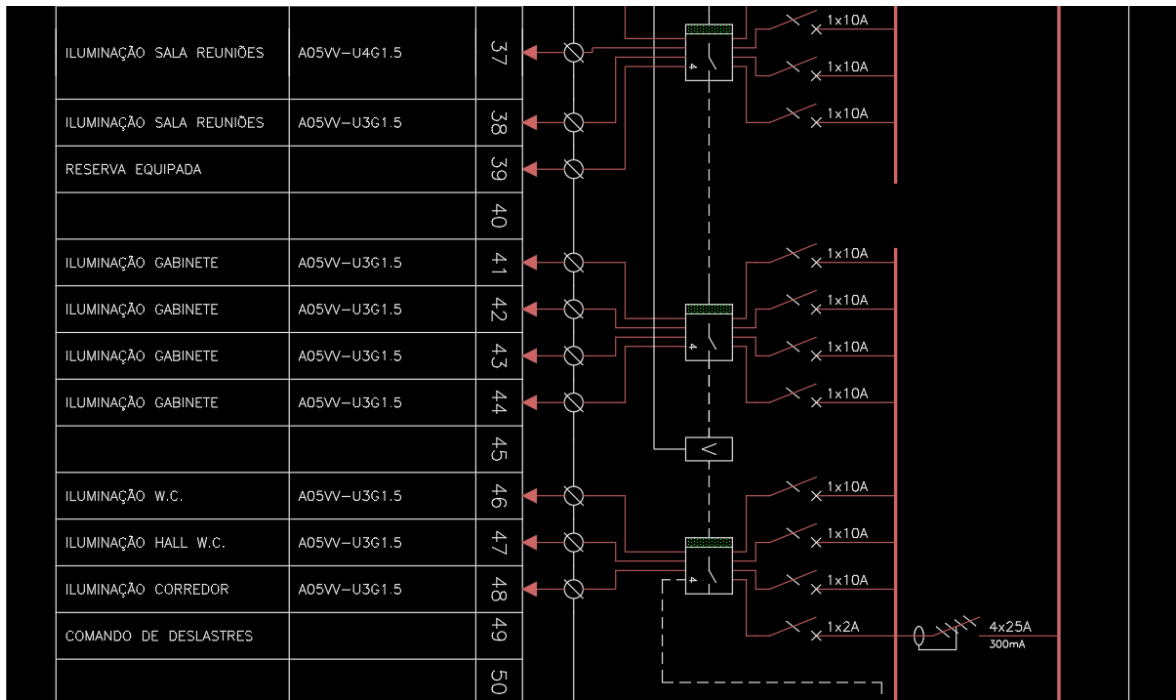 ILUMINAÇÃO SALA REUNIÕES A05VV-U4G1.5 37 1x10A
1x10A
ILUMINAÇÃO SALA REUNIÕES A05VV-U3G1.5 38 1x10A
RESERVA EQUIPADA 39
40
ILUMINAÇÃO GABINETE A05VV-U3G1.5 41 1x10A
ILUMINAÇÃO GABINETE A05VV-U3G1.5 42 4 1x10A
ILUMINAÇÃO GABINETE A05VV-U3G1.5 43 4 1x10A
ILUMINAÇÃO GABINETE A05VV-U3G1.5 44 1x10A
45
<
ILUMINAÇÃO W.C. A05VV-U3G1.5 46 1x10A
ILUMINAÇÃO HALL W.C. A05VV-U3G1.5 47 1x10A
ILUMINAÇÃO CORREDOR A05VV-U3G1.5 48 4 1x10A
COMANDO DE DESLASTRES 49 1x2A 4x25A
300mA
50